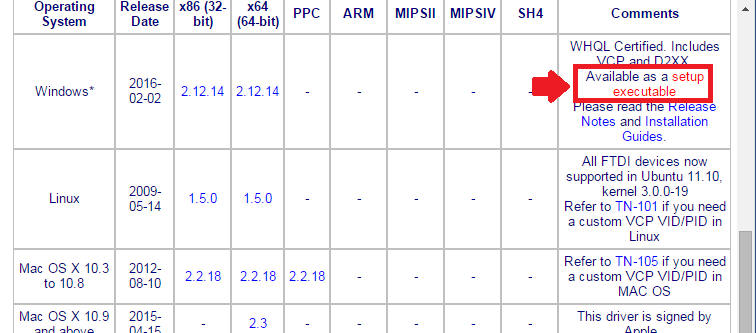 Operating System	Release Date	x86 (32-bit)	x64 (64-bit)	PPC	ARM	MIPSII	MIPSIV	SH4	Comments
Windows*	2016-02-02	2.12.14	2.12.14	-	-	-	-	-	WHQL Certified. Includes
VCP and D2XX
Available as a setup
executable
Please read the Release
Notes and Installation
Guides.
Linux	2009-05-14	1.5.0	1.5.0	-	-	-	-	-	All FTDI devices now
supported in Ubuntu 11.10,
kernel 3.0.0-19
Refer to TN-101 if you need
a custom VCP VID/PID in
Linux
Mac OS X 10.3 to 10.8	2012-08-10	2.2.18	2.2.18	2.2.18	-	-	-	-	Refer to TN-105 if you need
a custom VCP VID/PID in
MAC OS
Mac OS X 10.9 and above	2015-04-15	-	2.3	-	-	-	-	-	This driver is signed by
Apple